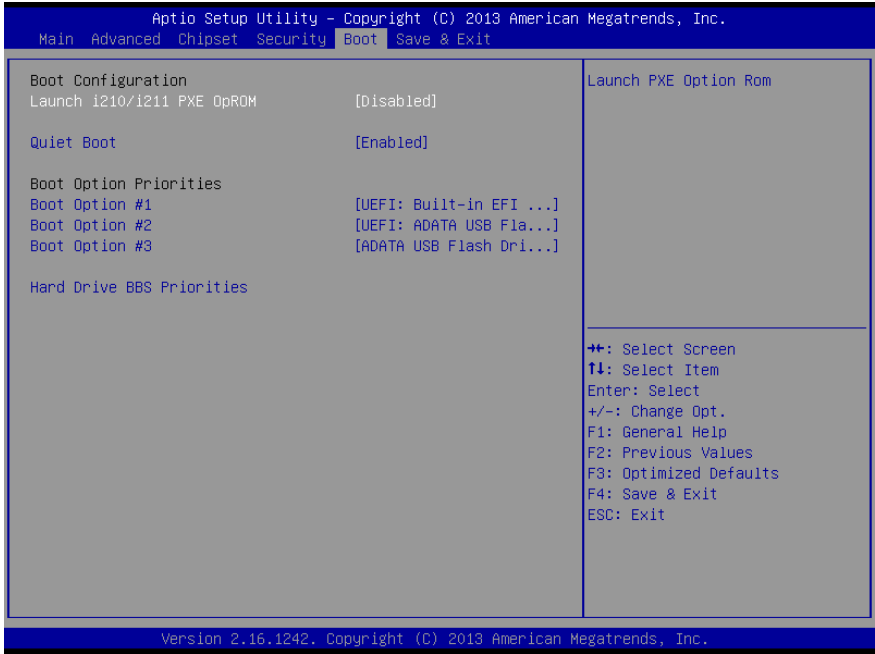 Aptio Setup Utility – Copyright (C) 2013 American Megatrends, Inc.
Main Advanced Chipset Security Boot Save & Exit
Boot Configuration
Launch i210/i211 PXE OpROM [Disabled]
Quiet Boot [Enabled]
Boot Option Priorities
Boot Option #1 [UEFI: Built-in EFI ...]
Boot Option #2 [UEFI: ADATA USB Fla...]
Boot Option #3 [ADATA USB Flash Dri...]
Hard Drive BBS Priorities
Launch PXE Option Rom
→←: Select Screen
↑↓: Select Item
Enter: Select
+/-: Change Opt.
F1: General Help
F2: Previous Values
F3: Optimized Defaults
F4: Save & Exit
ESC: Exit
Version 2.16.1242. Copyright (C) 2013 American Megatrends, Inc.